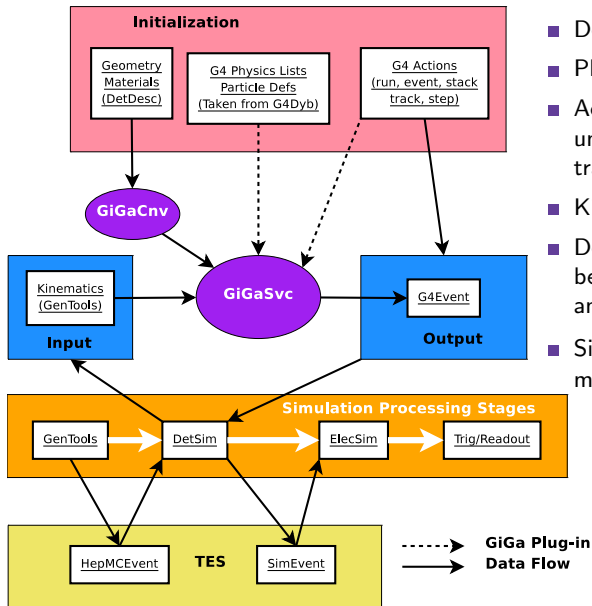 Initialization
Geometry
Materials
(DetDesc)
G4 Physics Lists
Particle Defs
(Taken from G4Dyb)
G4 Actions
(run, event, stack
track, step)
GiGaCnv
GiGaSvc
Kinematics
(GenTools)
Input
G4Event
Output
Simulation Processing Stages
GenTools
DetSim
ElecSim
Trig/Readout
HepMCEvent
TES
SimEvent
GiGa Plug-in
Data Flow
K